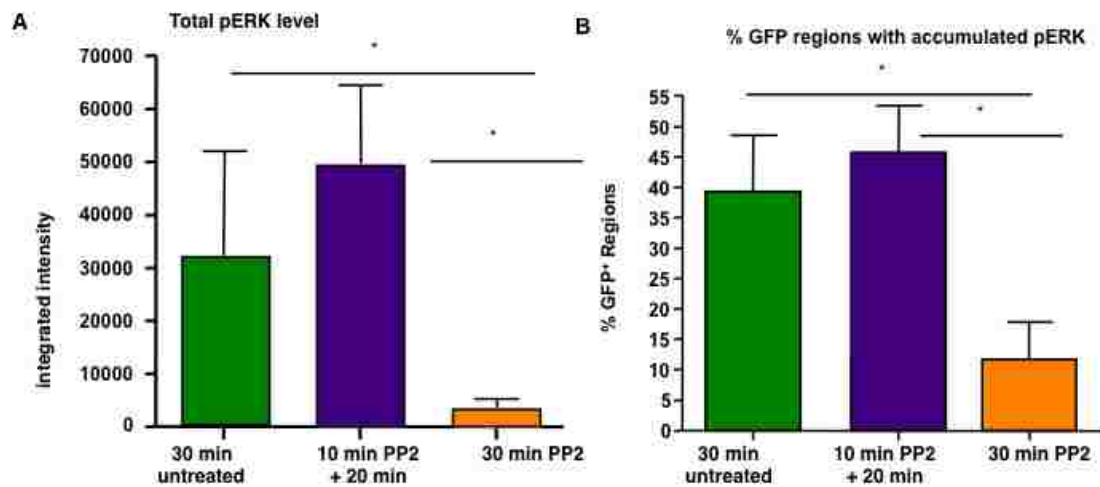 A
Total pERK level
*
*
70000
60000
50000
40000
30000
20000
10000
0
integrated intensity
30 min
untreated
10 min PP2
+ 20 min
30 min PP2
B
% GFP regions with accumulated pERK
*
*
55
50
45
40
35
30
25
20
15
10
5
0
% GFP⁺ Regions
30 min
untreated
10 min PP2
+ 20 min
30 min PP2